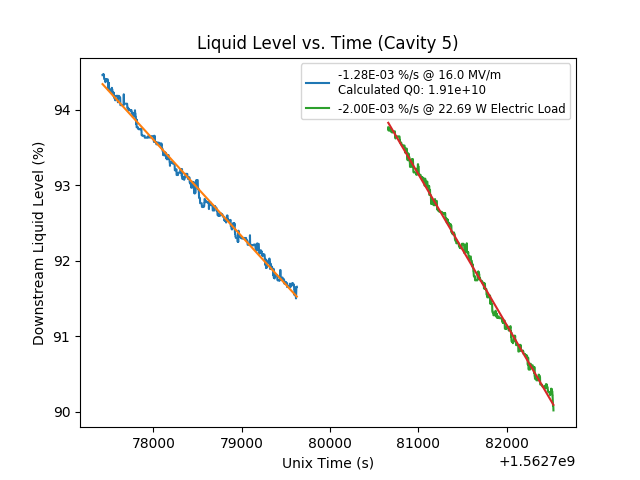 Liquid Level vs. Time (Cavity 5)
-1.28E-03 %/s @ 16.0 MV/m
Calculated Q0: 1.91e+10
-2.00E-03 %/s @ 22.69 W Electric Load
Downstream Liquid Level (%)
94
93
92
91
90
78000 79000 80000 81000 82000
Unix Time (s)
+1.5627e9